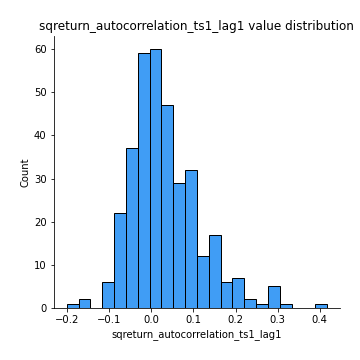 sqreturn_autocorrelation_ts1_lag1 value distribution
60
50
40
30
20
10
0
Count
−0.2 −0.1 0.0 0.1 0.2 0.3 0.4
sqreturn_autocorrelation_ts1_lag1